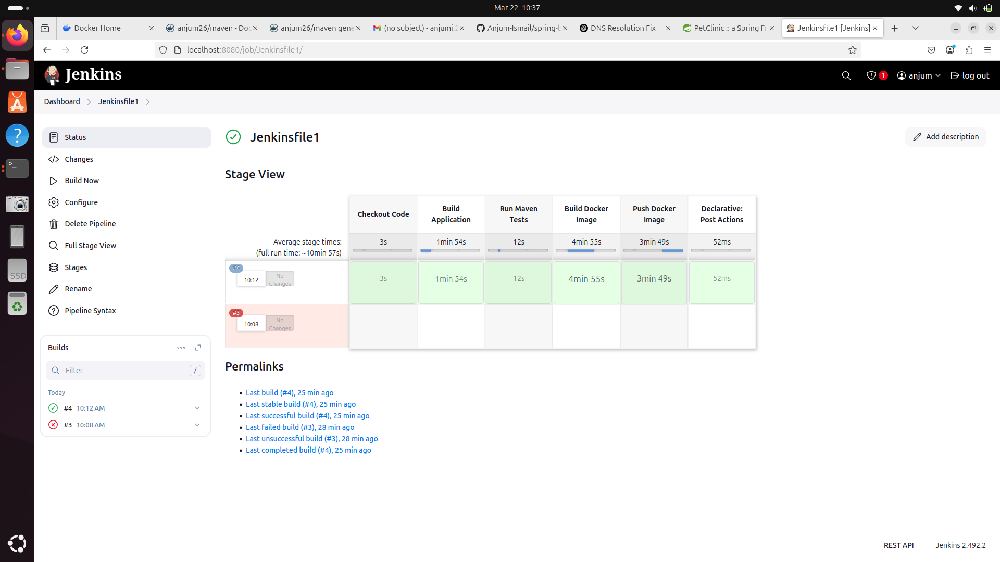 Mar 22 10:37
Docker Home
anjum26/maven - Doc
anjum26/maven gene
(no subject) - anjumi.2
Anjum-Ismail/spring-b
DNS Resolution Fix
PetClinic :: a Spring Fr
Jenkinsfile1 [Jenkins]
localhost:8080/job/Jenkinsfile1/
Jenkins
1
anjum
log out
Dashboard
Jenkinsfile1
Status
Changes
Build Now
Configure
Delete Pipeline
Full Stage View
Stages
Rename
Pipeline Syntax
Builds
Filter
/
Today
#4 10:12 AM
#3 10:08 AM
Jenkinsfile1
Add description
Stage View
Checkout Code
Build
Application
Run Maven
Tests
Build Docker
Image
Push Docker
Image
Declarative:
Post Actions
Average stage times:
(full run time: ~10min 57s)
3s
1min 54s
12s
4min 55s
3min 49s
52ms
#4
10:12
No
Changes
3s
1min 54s
12s
4min 55s
3min 49s
52ms
#3
10:08
No
Changes
Permalinks
Last build (#4), 25 min ago
Last stable build (#4), 25 min ago
Last successful build (#4), 25 min ago
Last failed build (#3), 28 min ago
Last unsuccessful build (#3), 28 min ago
Last completed build (#4), 25 min ago
SSD
REST API
Jenkins 2.492.2